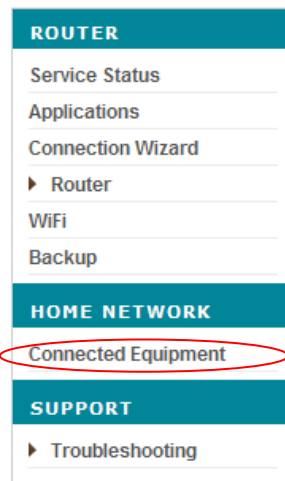 ROUTER
Service Status
Applications
Connection Wizard
Router
WiFi
Backup
HOME NETWORK
Connected Equipment
SUPPORT
Troubleshooting